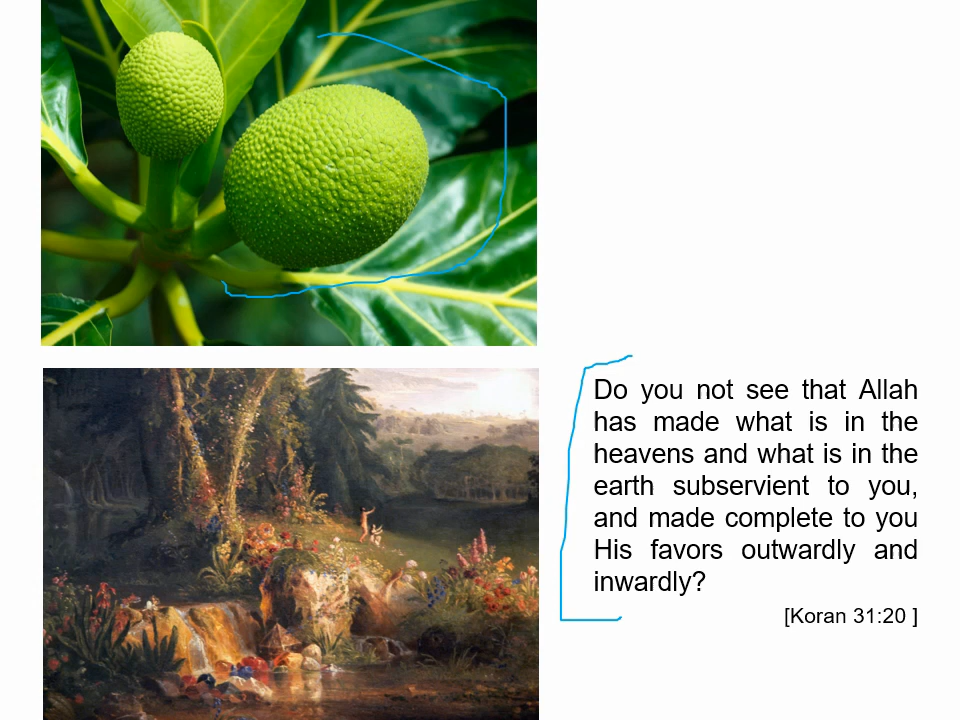 Do you not see that Allah
has made what is in the
heavens and what is in the
earth subservient to you,
and made complete to you
His favors outwardly and
inwardly?
[Koran 31:20 ]